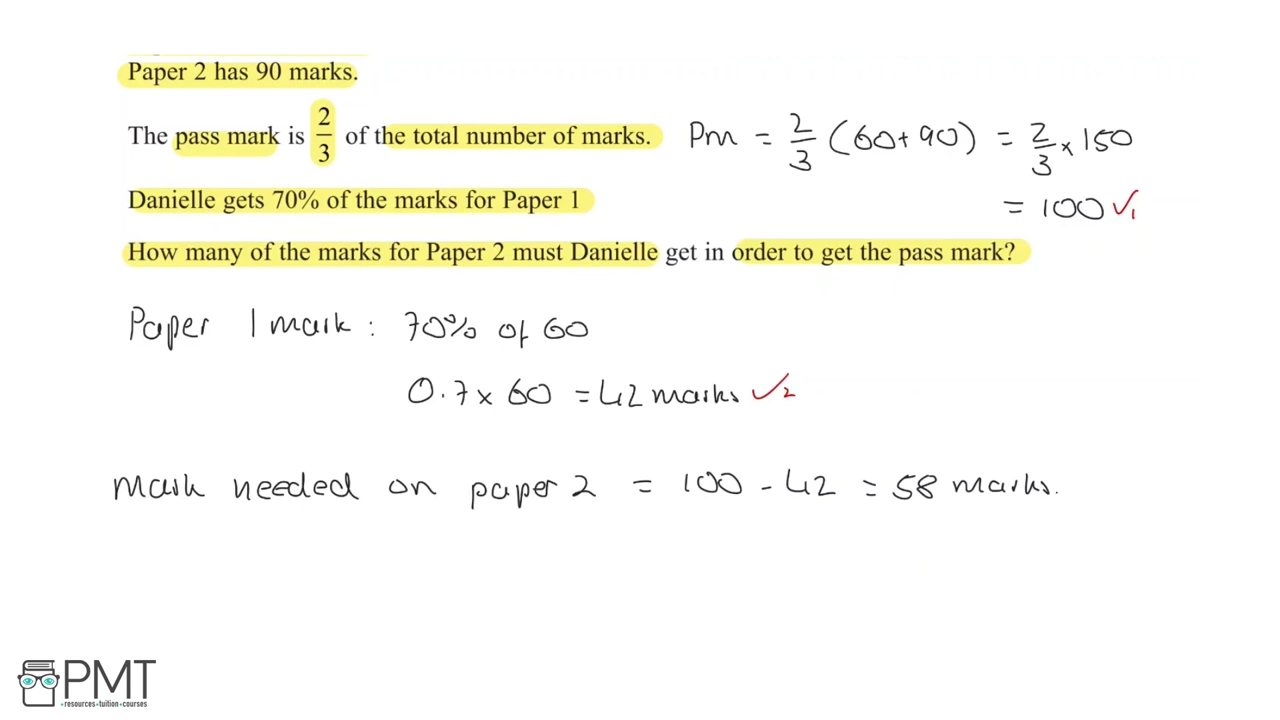 Paper 2 has 90 marks.
The pass mark is 2/3 of the total number of marks.
Pm = 2/3 (60+90) = 2/3 × 150
= 100 ✓1
Danielle gets 70% of the marks for Paper 1
How many of the marks for Paper 2 must Danielle get in order to get the pass mark?
Paper 1 mark : 70% of 60
0.7 × 60 = 42 marks ✓2
mark needed on paper 2 = 100 - 42 = 58 marks.
PMT
•resources•tuition•courses